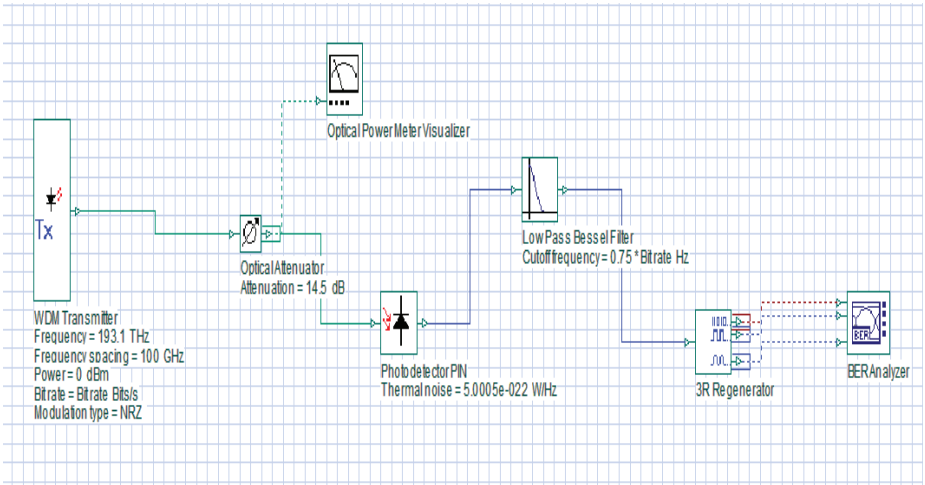 Optical Power Meter Visualizer
Tx
Low Pass Bessel Filter
Cutoff frequency = 0.75 * Bitrate Hz
Optical Attenuator
Attenuation = 14.5 dB
WDM Transmitter
Frequency = 193.1 THz
Frequency spacing = 100 GHz
Power = 0 dBm
Bitrate = Bitrate Bits/s
Modulation type = NRZ
BER
Photodetector PIN
Thermal noise = 5.0005e-022 W/Hz
3R Regenerator
BER Analyzer